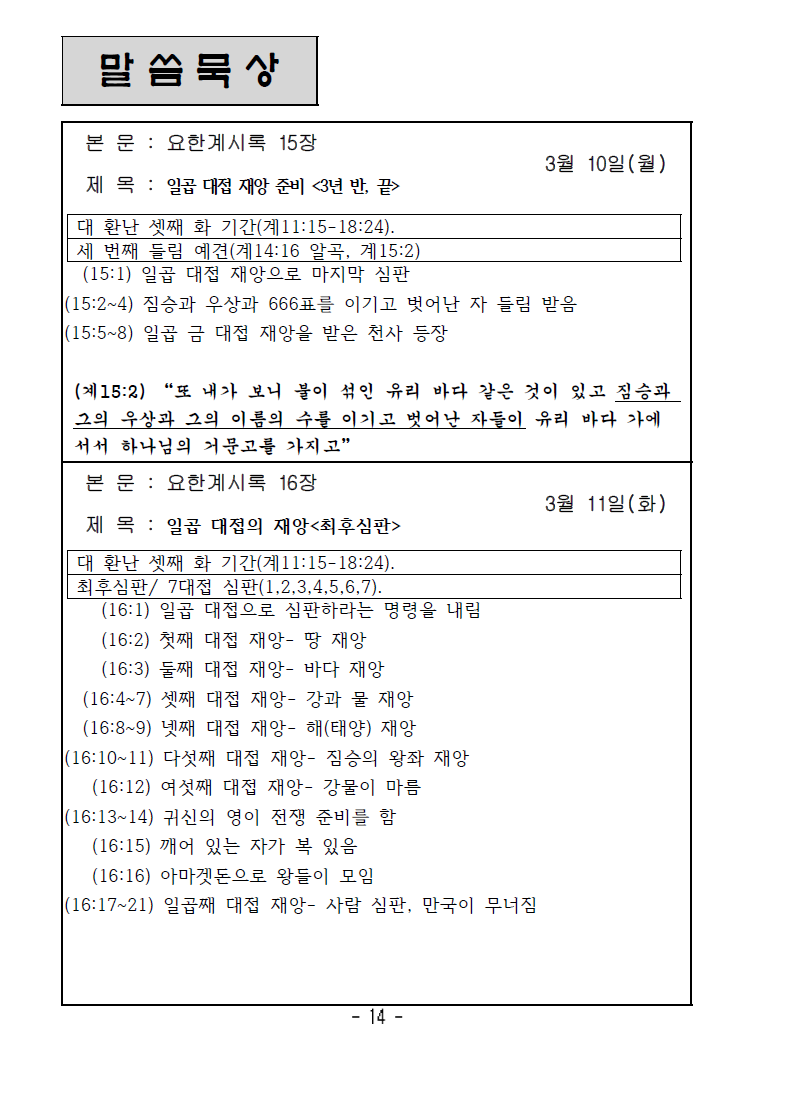 말씀묵상
본 문 : 요한계시록 15장
3월 10일(월)
제 목 : 일곱 대접 재앙 준비 <3년 반, 끝>
대 환난 셋째 화 기간(계11:15-18:24).
세 번째 들림 예견(계14:16 알곡, 계15:2)
(15:1) 일곱 대접 재앙으로 마지막 심판
(15:2~4) 짐승과 우상과 666표를 이기고 벗어난 자 들림 받음
(15:5~8) 일곱 금 대접 재앙을 받은 천사 등장
(계15:2) “또 내가 보니 불이 섞인 유리 바다 같은 것이 있고 짐승과
그의 우상과 그의 이름의 수를 이기고 벗어난 자들이 유리 바다 가에
서서 하나님의 거문고를 가지고”
본 문 : 요한계시록 16장
3월 11일(화)
제 목 : 일곱 대접의 재앙<최후심판>
대 환난 셋째 화 기간(계11:15-18:24).
최후심판/ 7대접 심판(1,2,3,4,5,6,7).
(16:1) 일곱 대접으로 심판하라는 명령을 내림
(16:2) 첫째 대접 재앙- 땅 재앙
(16:3) 둘째 대접 재앙- 바다 재앙
(16:4~7) 셋째 대접 재앙- 강과 물 재앙
(16:8~9) 넷째 대접 재앙- 해(태양) 재앙
(16:10~11) 다섯째 대접 재앙- 짐승의 왕좌 재앙
(16:12) 여섯째 대접 재앙- 강물이 마름
(16:13~14) 귀신의 영이 전쟁 준비를 함
(16:15) 깨어 있는 자가 복 있음
(16:16) 아마겟돈으로 왕들이 모임
(16:17~21) 일곱째 대접 재앙- 사람 심판, 만국이 무너짐
- 14 -